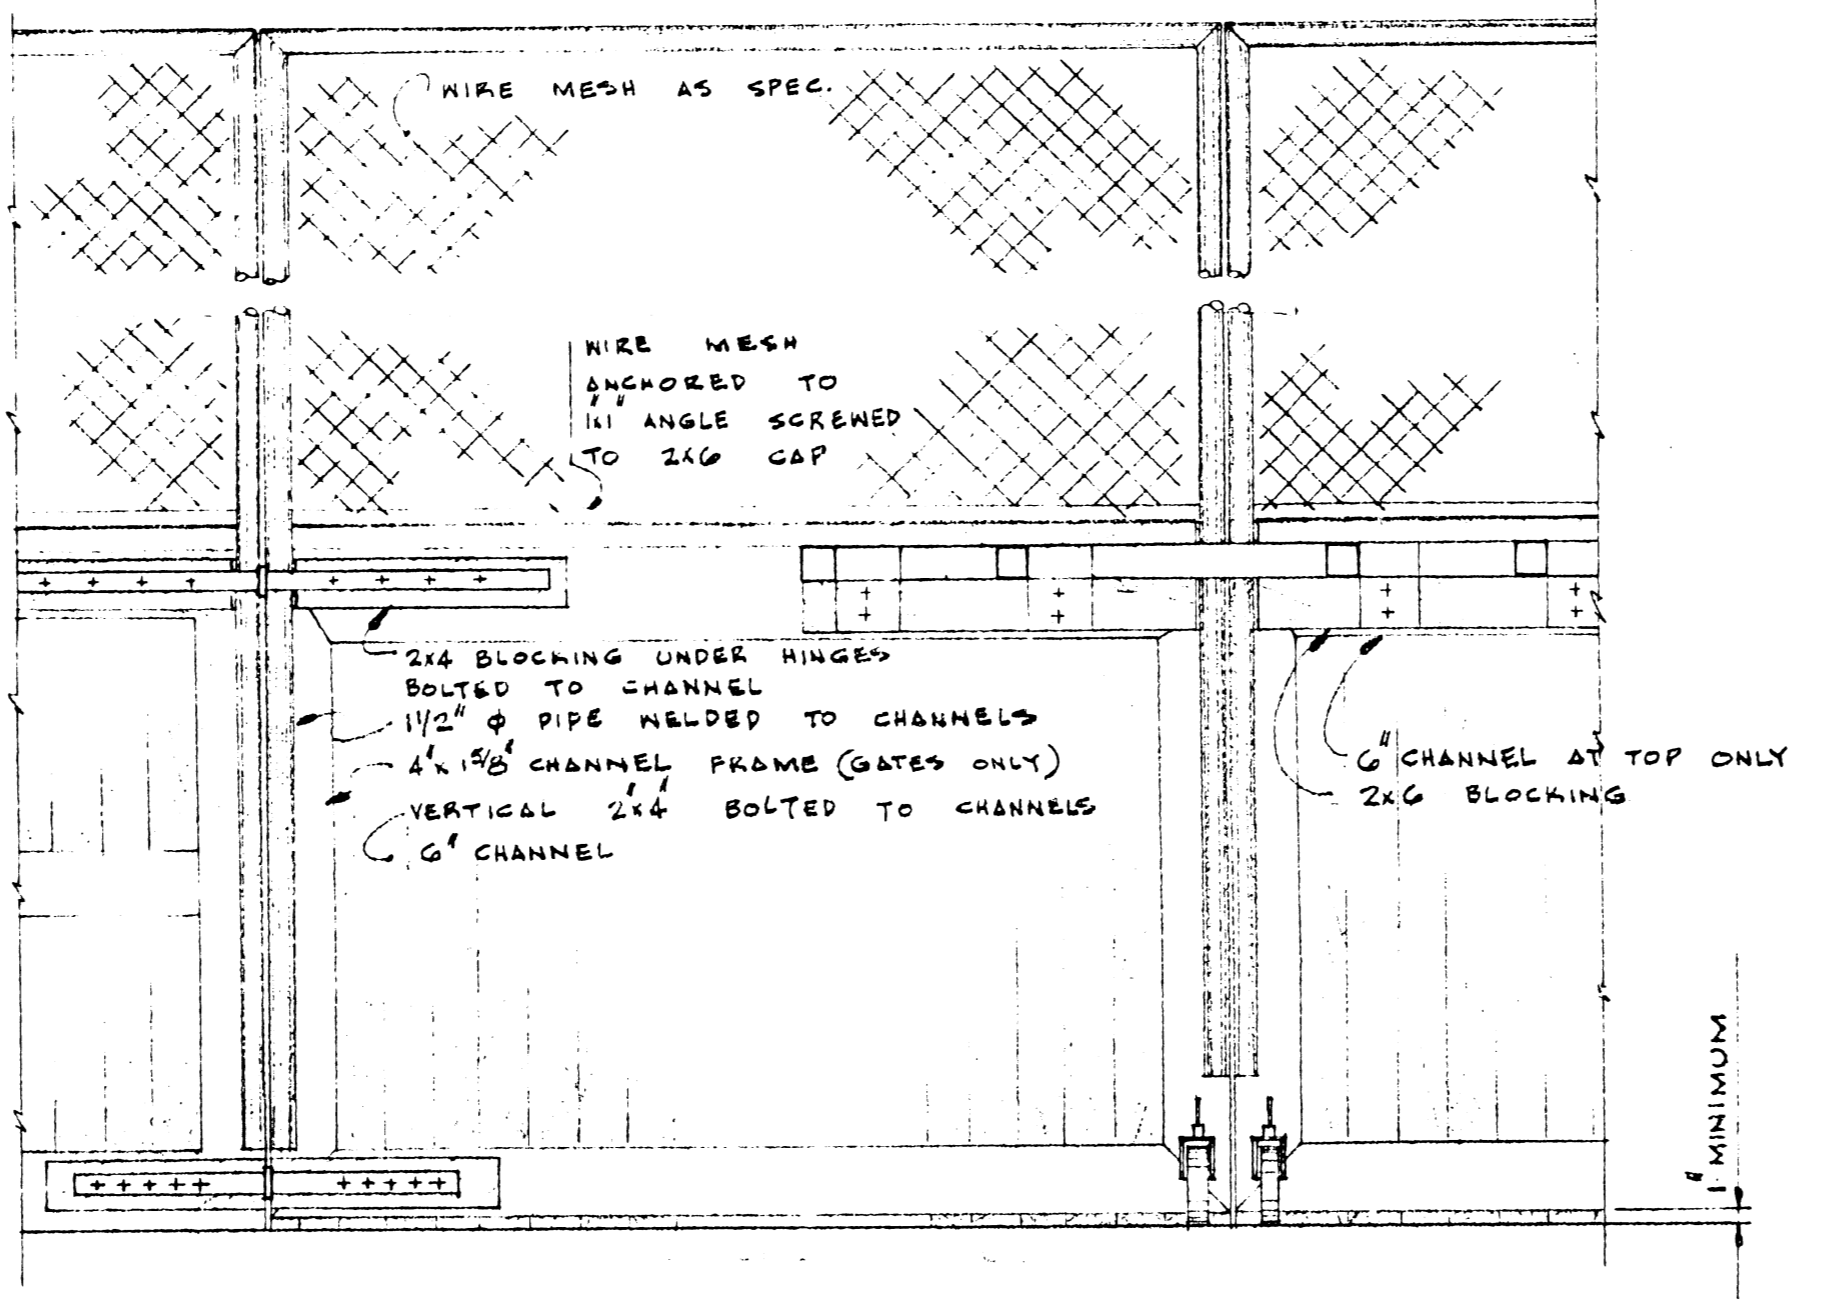 WIRE MESH AS SPEC.
WIRE MESH
ANCHORED TO
1"x1" ANGLE SCREWED
TO 2x6 CAP
2x4 BLOCKING UNDER HINGES
BOLTED TO CHANNEL
1 1/2" φ PIPE WELDED TO CHANNELS
4" x 1 5/8" CHANNEL FRAME (GATES ONLY)
VERTICAL 2"x4" BOLTED TO CHANNELS
6" CHANNEL
6" CHANNEL AT TOP ONLY
2x6 BLOCKING
1" MINIMUM